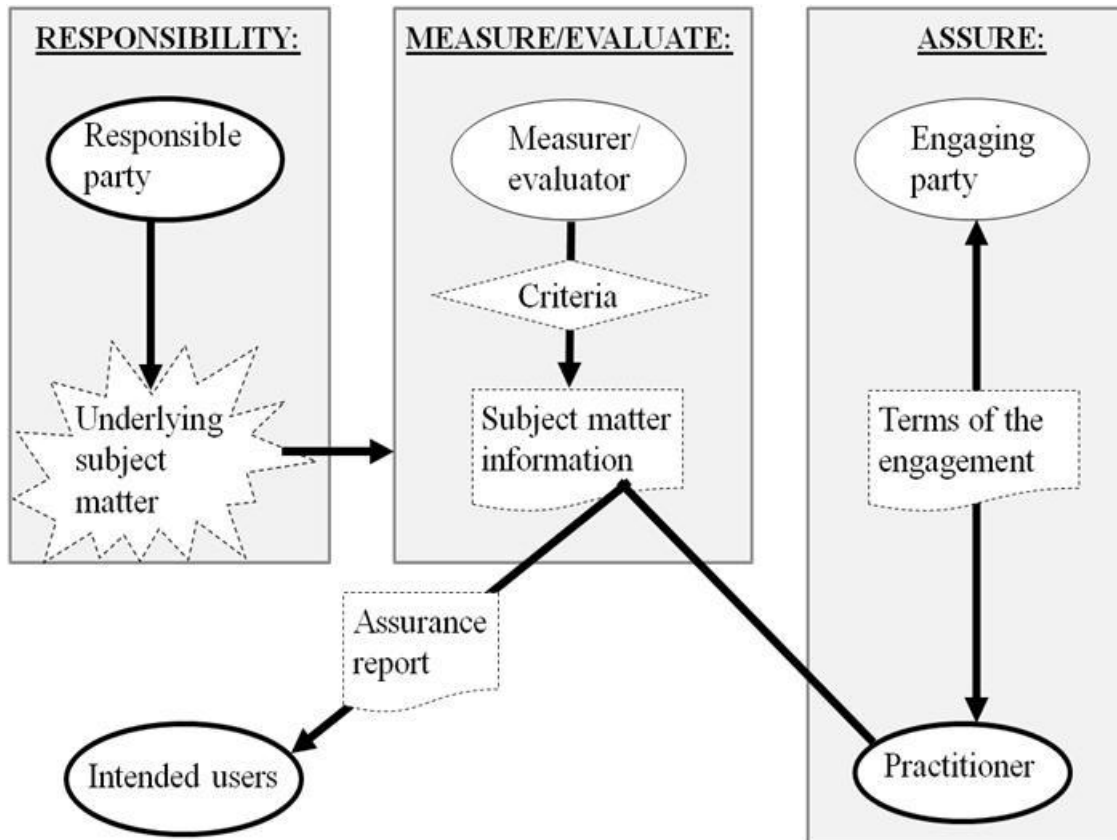 RESPONSIBILITY:
MEASURE/EVALUATE:
ASSURE:
Responsible
party
Measurer/
evaluator
Engaging
party
Criteria
Underlying
subject
matter
Subject matter
information
Terms of the
engagement
Assurance
report
Intended users
Practitioner